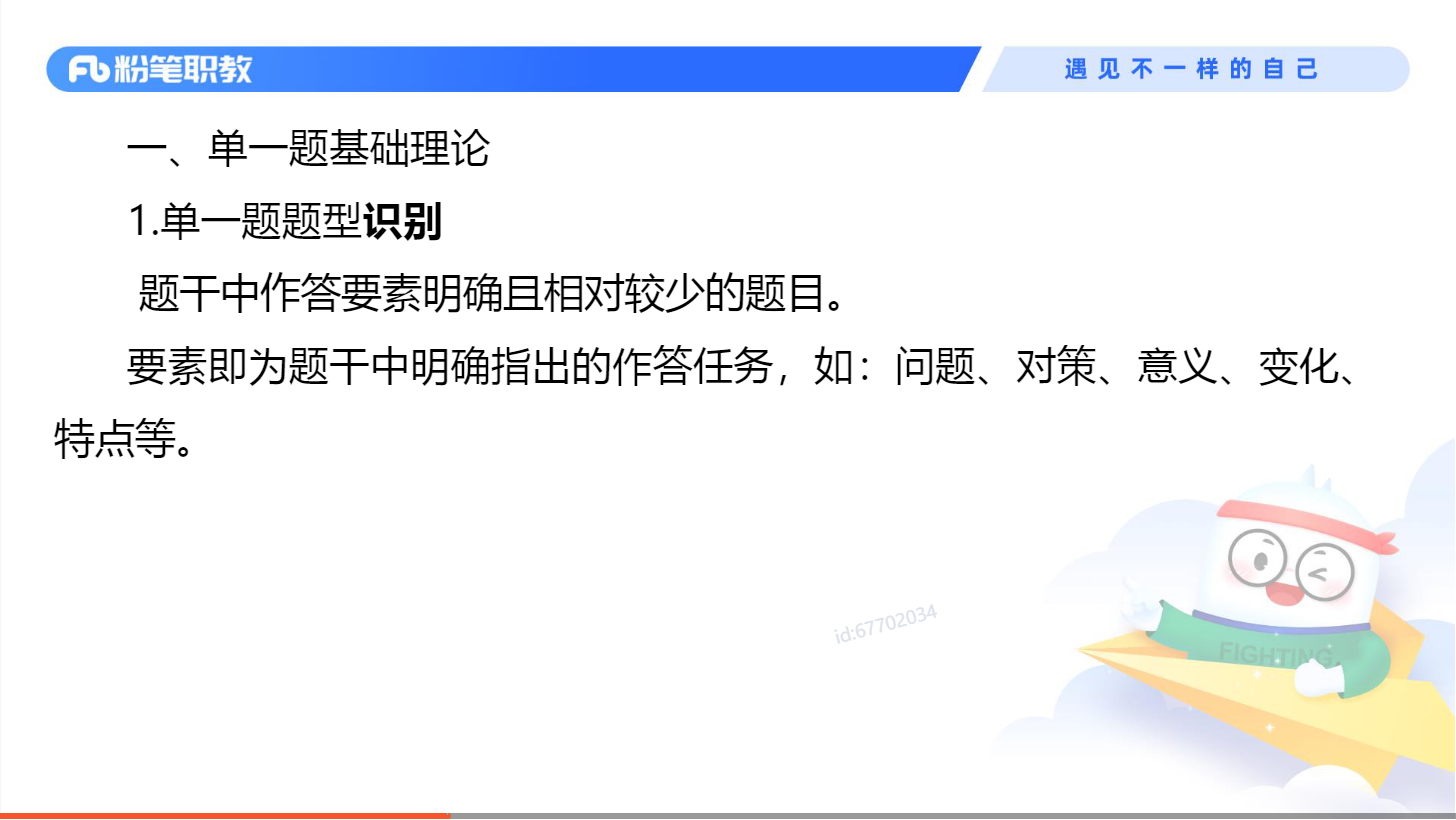 粉笔职教
遇见不一样的自己
一、单一题基础理论
1.单一题题型识别
题干中作答要素明确且相对较少的题目。
要素即为题干中明确指出的作答任务，如：问题、对策、意义、变化、
特点等。
id:67702034
FIGHTING.